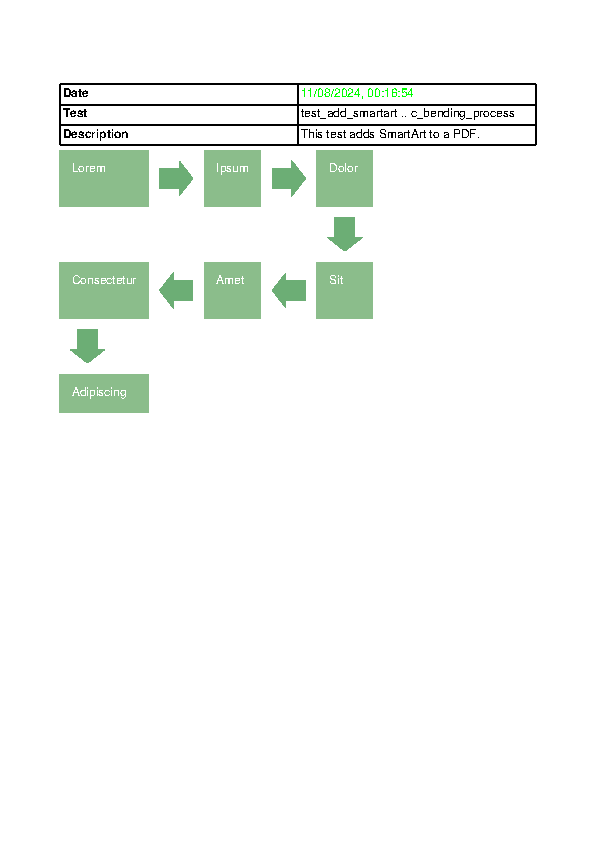 Date 11/08/2024, 00:18:54
Test test_add_smartart .. c_bending_process
Description This test adds SmartArt to a PDF.
Lorem Ipsum Dolor
Consectetur Amet Sit
Adipiscing